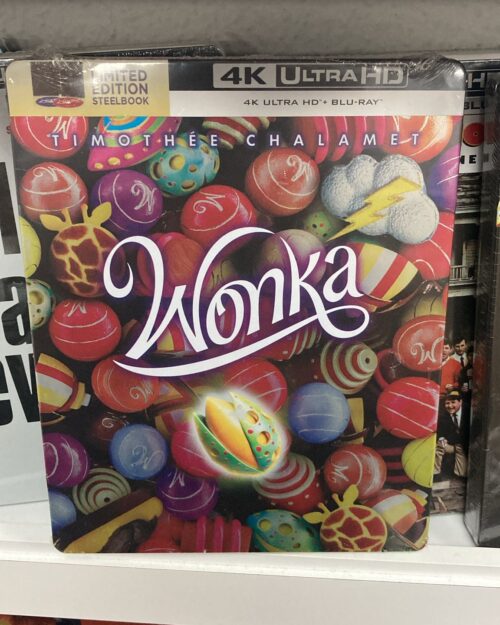 LIMITED
EDITION
STEELBOOK
4K ULTRA HD
4K ULTRA HD + BLU-RAY
TIMOTHÉE CHALAMET
Wonka